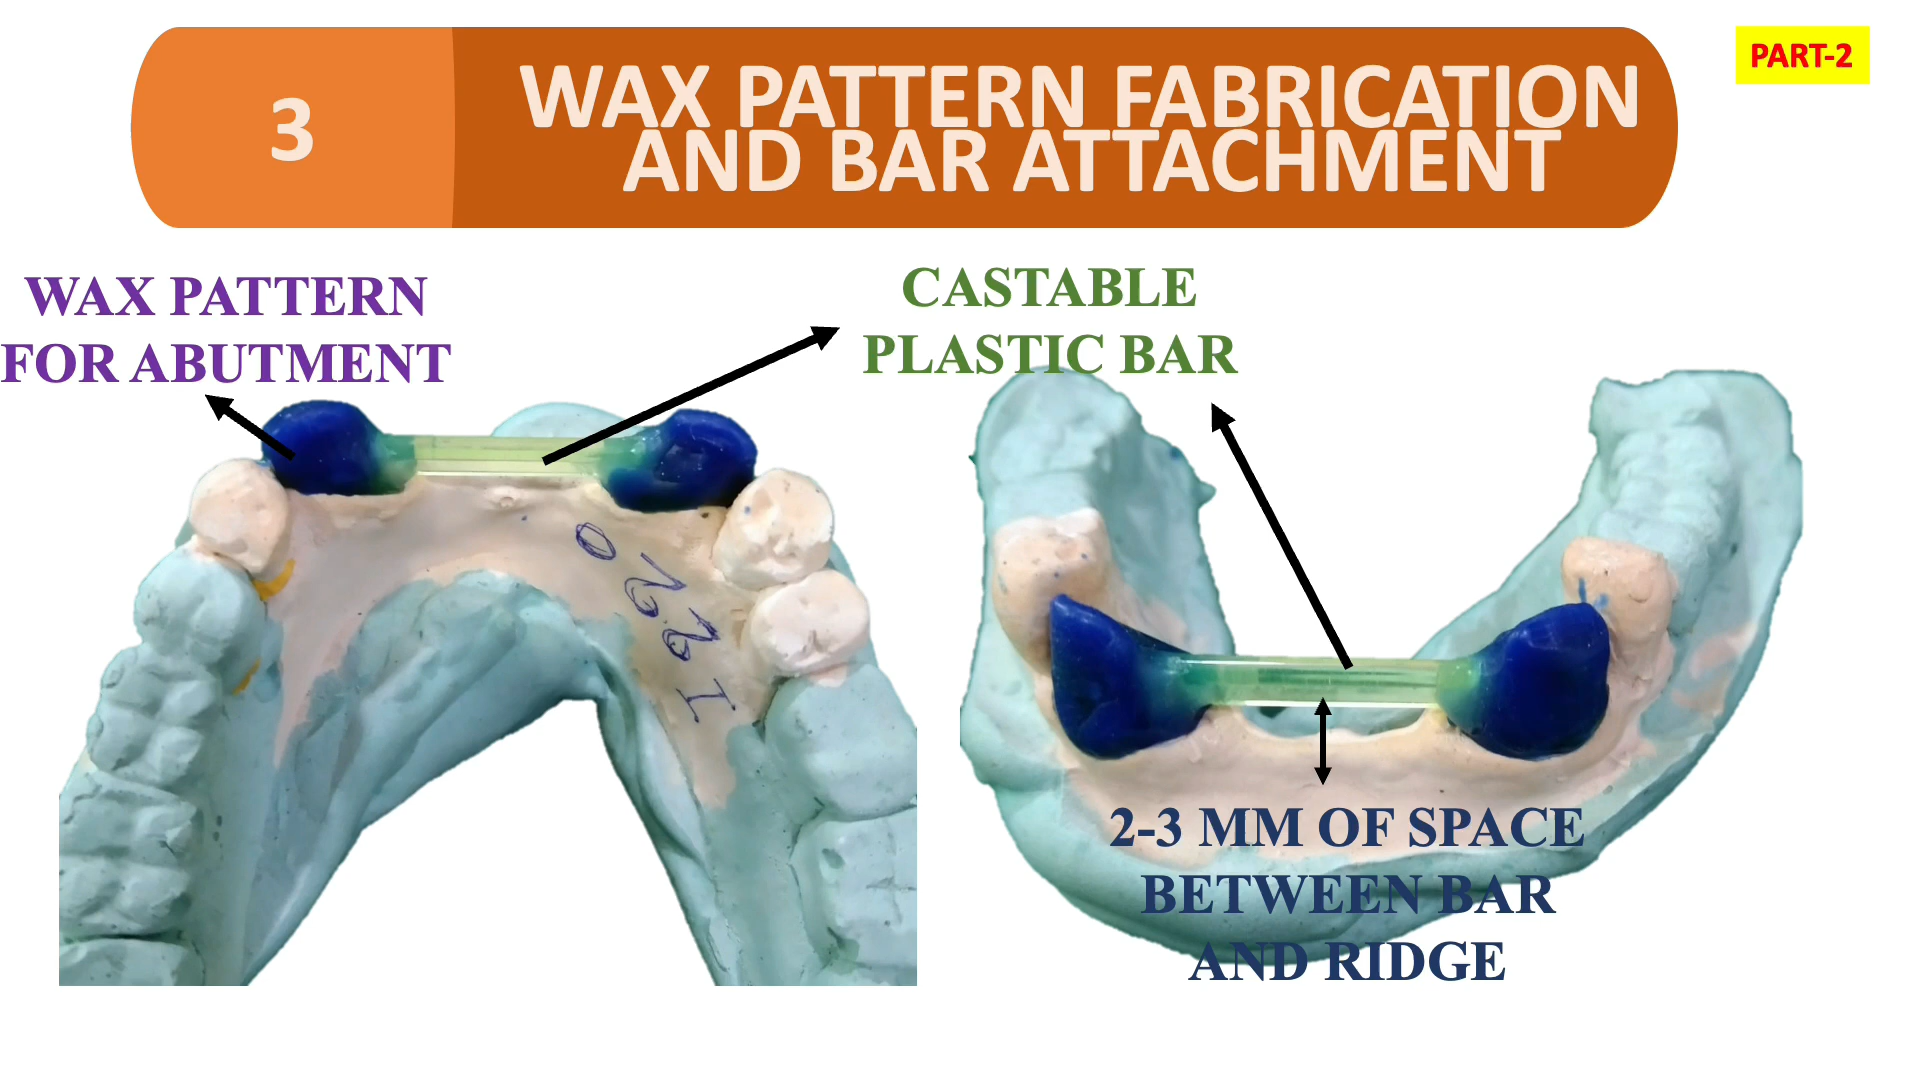 3
WAX PATTERN FABRICATION
AND BAR ATTACHMENT
PART-2
WAX PATTERN
FOR ABUTMENT
CASTABLE
PLASTIC BAR
2-3 MM OF SPACE
BETWEEN BAR
AND RIDGE